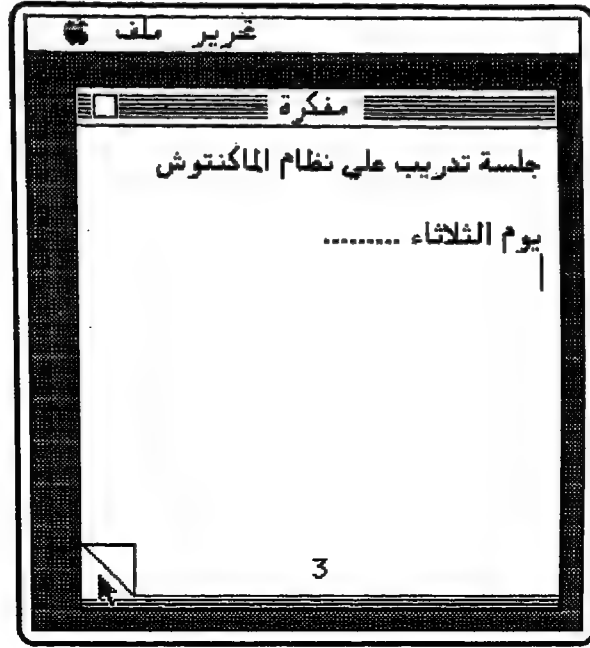 ملف تحرير
مفكرة
جلسة تدريب علي نظام الماكنتوش
يوم الثلاثاء .........
3